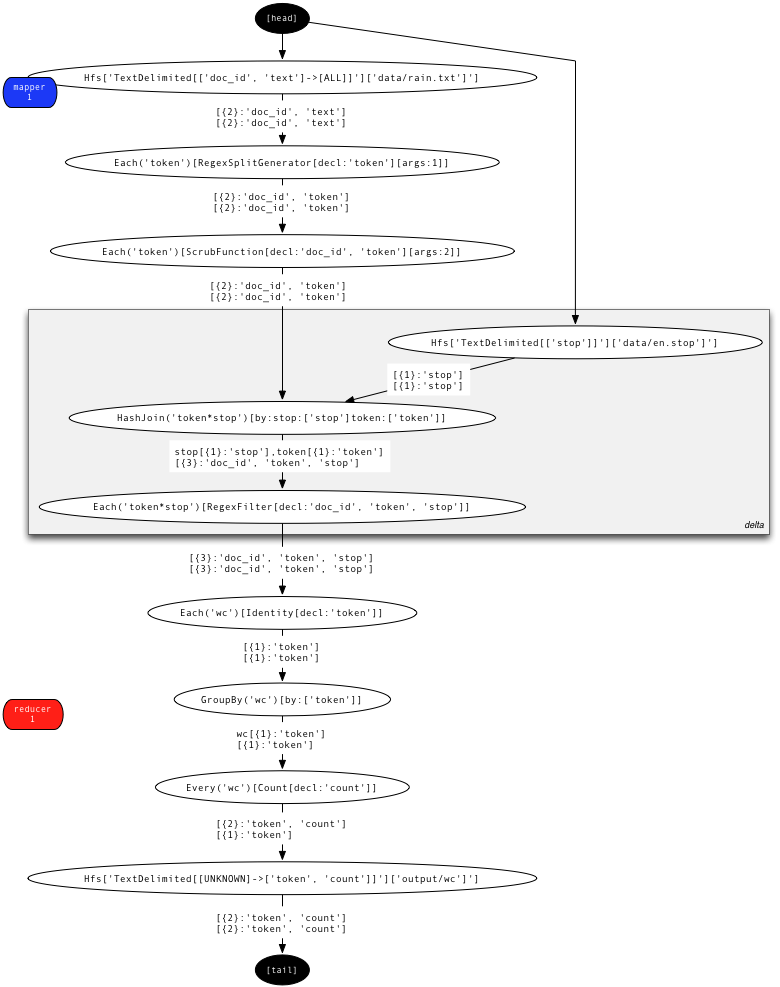 [head]
Hfs['TextDelimited[['doc_id', 'text']->[ALL]]']['data/rain.txt']']
mapper
1
[{2}:'doc_id', 'text']
[{2}:'doc_id', 'text']
Each('token')[RegexSplitGenerator[decl:'token'][args:1]]
[{2}:'doc_id', 'token']
[{2}:'doc_id', 'token']
Each('token')[ScrubFunction[decl:'doc_id', 'token'][args:2]]
[{2}:'doc_id', 'token']
[{2}:'doc_id', 'token']
Hfs['TextDelimited[['stop']]']['data/en.stop']']
[{1}:'stop']
[{1}:'stop']
HashJoin('token*stop')[by:stop:['stop']token:['token']]
stop[{1}:'stop'],token[{1}:'token']
[{3}:'doc_id', 'token', 'stop']
Each('token*stop')[RegexFilter[decl:'doc_id', 'token', 'stop']]
delta
[{3}:'doc_id', 'token', 'stop']
[{3}:'doc_id', 'token', 'stop']
Each('wc')[Identity[decl:'token']]
[{1}:'token']
[{1}:'token']
GroupBy('wc')[by:['token']]
reducer
1
wc[{1}:'token']
[{1}:'token']
Every('wc')[Count[decl:'count']]
[{2}:'token', 'count']
[{1}:'token']
Hfs['TextDelimited[[UNKNOWN]->['token', 'count']]']['output/wc']']
[{2}:'token', 'count']
[{2}:'token', 'count']
[tail]